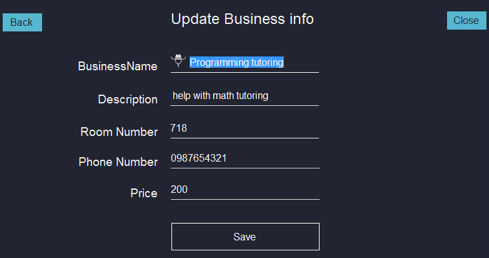 Back
Update Business info
Close
BusinessName Programming tutoring
Description help with math tutoring
Room Number 718
Phone Number 0987654321
Price 200
Save